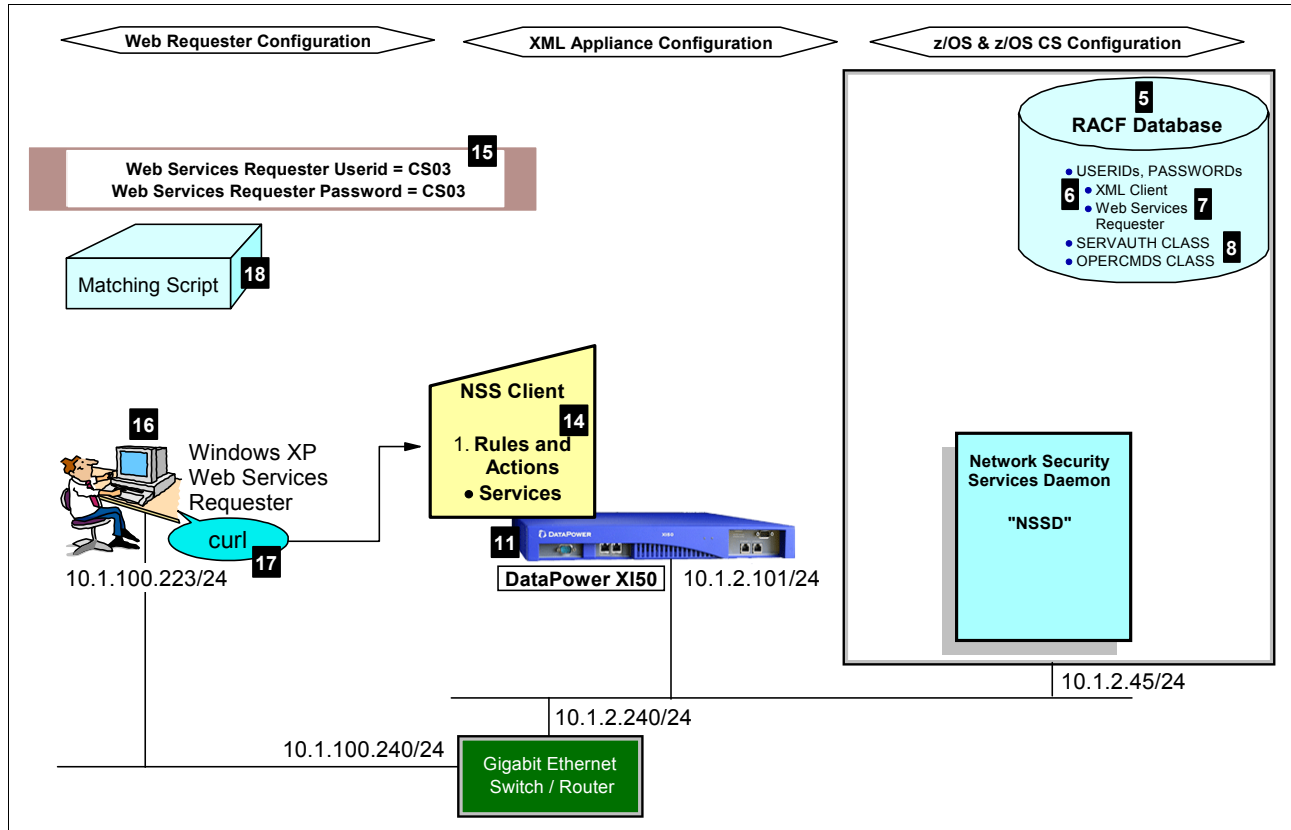 Web Requester Configuration
XML Appliance Configuration
z/OS & z/OS CS Configuration
5
RACF Database
• USERIDs, PASSWORDs
6
• XML Client
• Web Services
Requester
7
• SERVAUTH CLASS
8
• OPERCMDS CLASS
15
Web Services Requester Userid = CS03
Web Services Requester Password = CS03
Matching Script
18
NSS Client
14
1. Rules and
Actions
• Services
16
Windows XP
Web Services
Requester
curl
17
10.1.100.223/24
11
DATAPOWER
XI50
DataPower XI50
10.1.2.101/24
Network Security
Services Daemon
"NSSD"
10.1.2.45/24
10.1.2.240/24
10.1.100.240/24
Gigabit Ethernet
Switch / Router